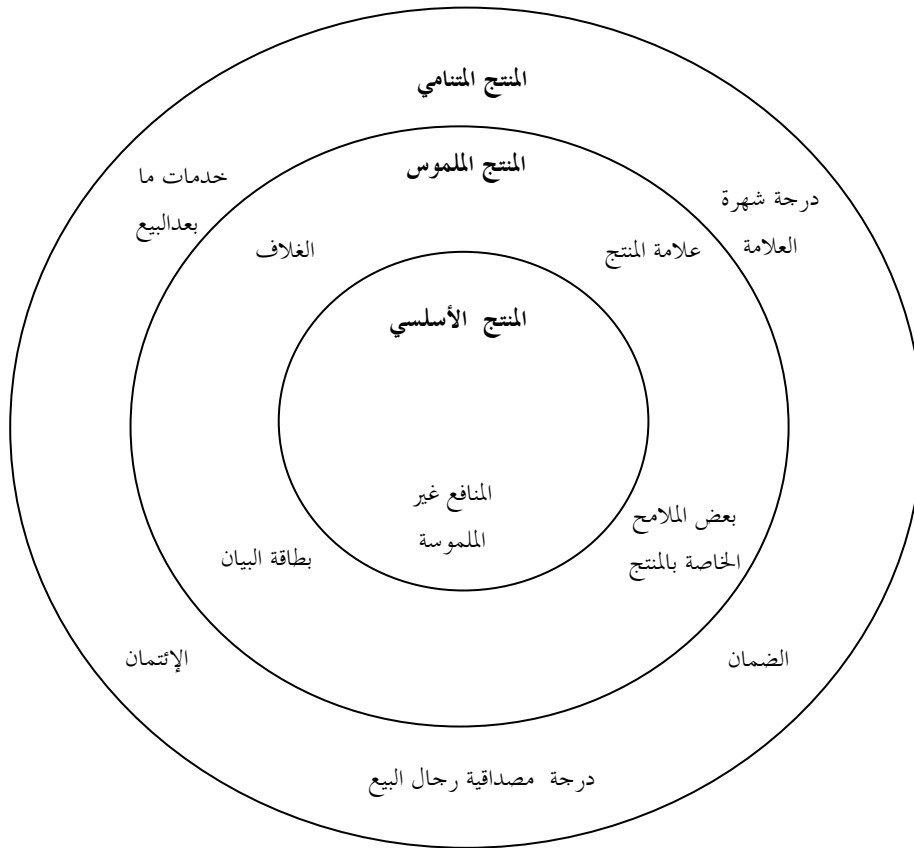 المنتج المتنامي
المنتج الملموس
خدمات ما
بعدالبيع
درجة شهرة
العلامة
علامة المنتج
الغلاف
المنتج الأسلسي
المنافع غير
الملموسة
بعض الملامح
الخاصة بالمنتج
بطاقة البيان
الضمان
الإئتمان
درجة مصداقية رجال البيع